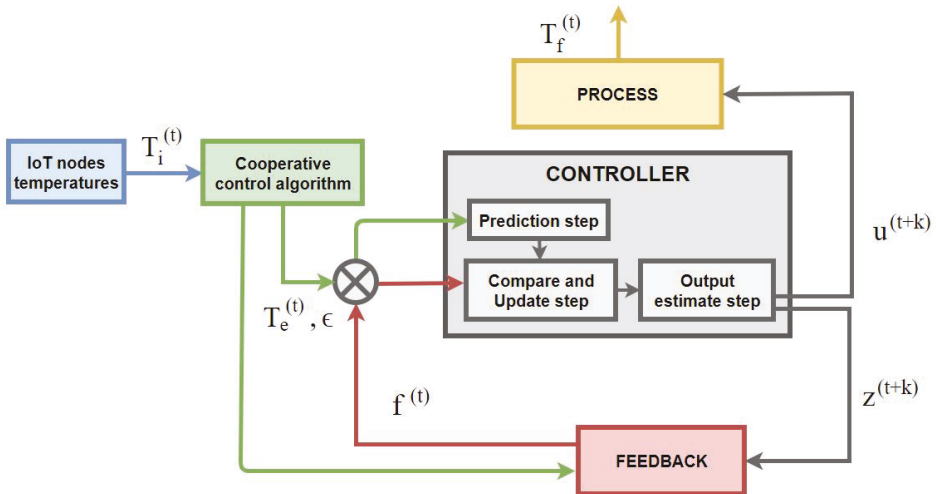 T_f^(t)
PROCESS
IoT nodes
temperatures
T_i^(t)
Cooperative
control algorithm
CONTROLLER
Prediction step
Compare and
Update step
Output
estimate step
u^(t+k)
T_e^(t) , ϵ
z^(t+k)
f^(t)
FEEDBACK